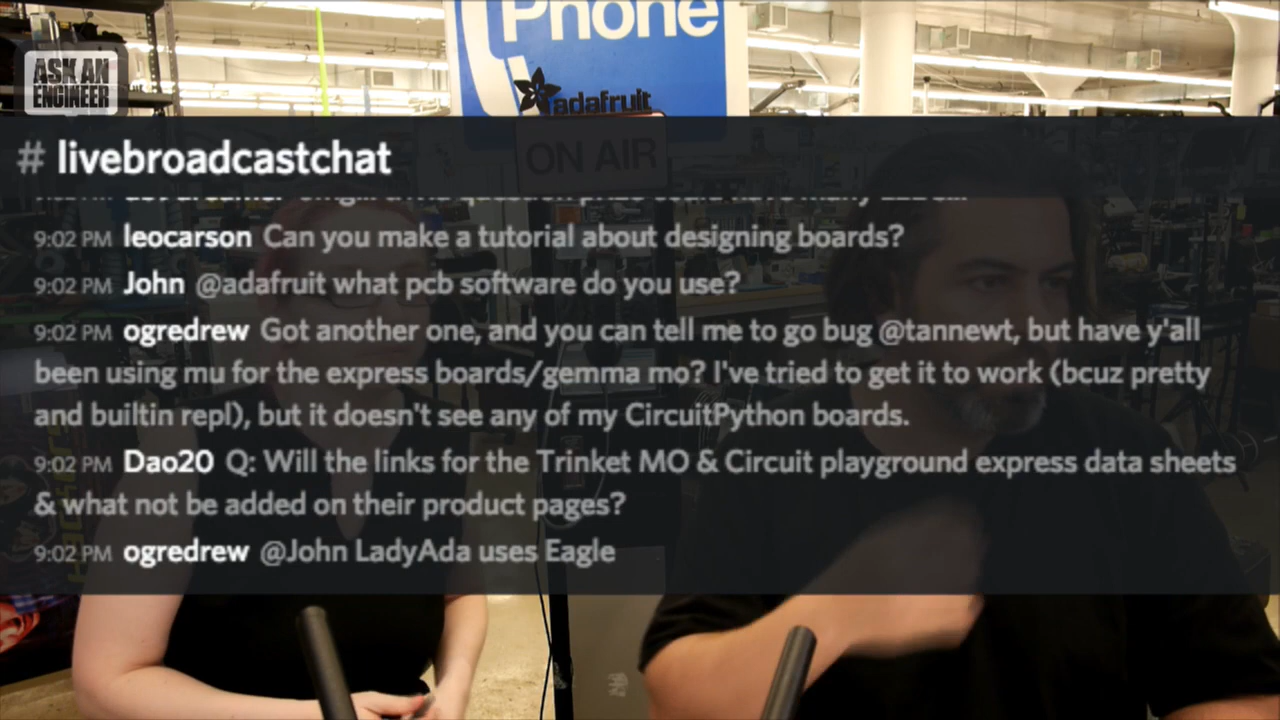 Phone
ASK AN
ENGINEER
adafruit
ON AIR
# livebroadcastchat
9:02 PM leocarson Can you make a tutorial about designing boards?
9:02 PM John @adafruit what pcb software do you use?
9:02 PM ogredrew Got another one, and you can tell me to go bug @tannewt, but have y'all
been using mu for the express boards/gemma mo? I've tried to get it to work (bcuz pretty
and builtin repl), but it doesn't see any of my CircuitPython boards.
9:02 PM Dao20 Q: Will the links for the Trinket MO & Circuit playground express data sheets
& what not be added on their product pages?
9:02 PM ogredrew @John LadyAda uses Eagle